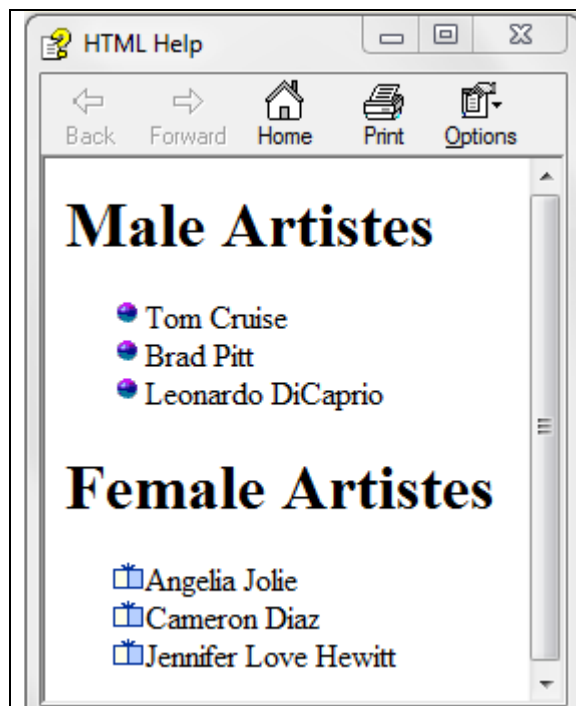 HTML Help
Back Forward Home Print Options
Male Artistes
Tom Cruise
Brad Pitt
Leonardo DiCaprio
Female Artistes
Angelia Jolie
Cameron Diaz
Jennifer Love Hewitt